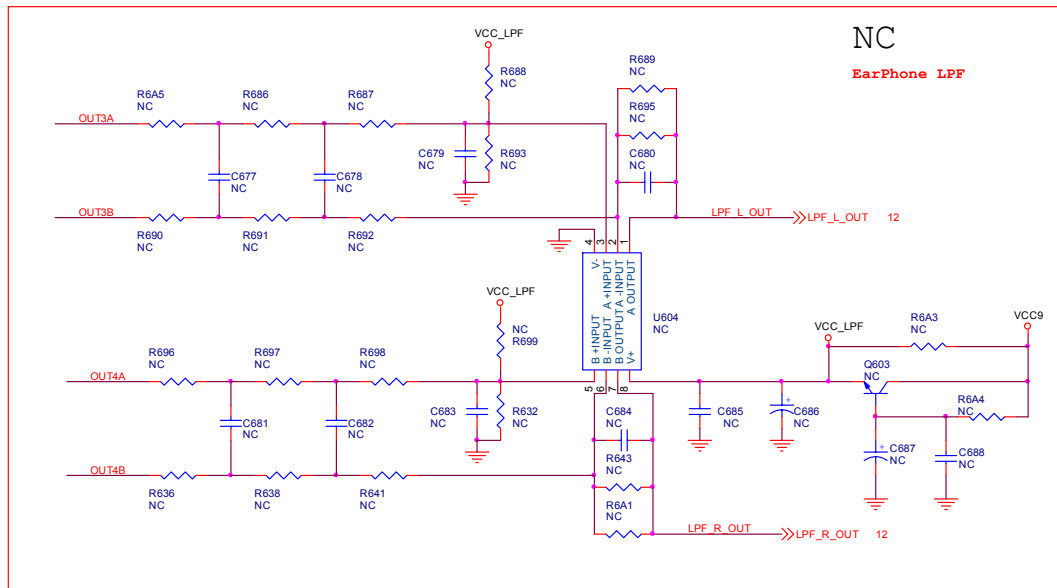 NC
EarPhone LPF
VCC_LPF
R688
NC
R689
NC
R6A5
NC
R686
NC
R687
NC
R695
NC
OUT3A
C679
NC
R693
NC
C680
NC
C677
NC
C678
NC
OUT3B
R690
NC
R691
NC
R692
NC
LPF_L_OUT
LPF_L_OUT 12
4
3
2
1
V-
A +INPUT
A -INPUT
A OUTPUT
B +INPUT
B -INPUT
B OUTPUT
V+
U604
NC
5
6
7
8
VCC_LPF
NC
R699
VCC_LPF
R6A3
NC
VCC9
R696
NC
R697
NC
R698
NC
OUT4A
Q603
NC
R6A4
NC
C683
NC
R632
NC
C684
NC
C685
NC
C686
NC
C681
NC
C682
NC
R643
NC
C687
NC
C688
NC
OUT4B
R636
NC
R638
NC
R641
NC
R6A1
NC
LPF_R_OUT
LPF_R_OUT 12